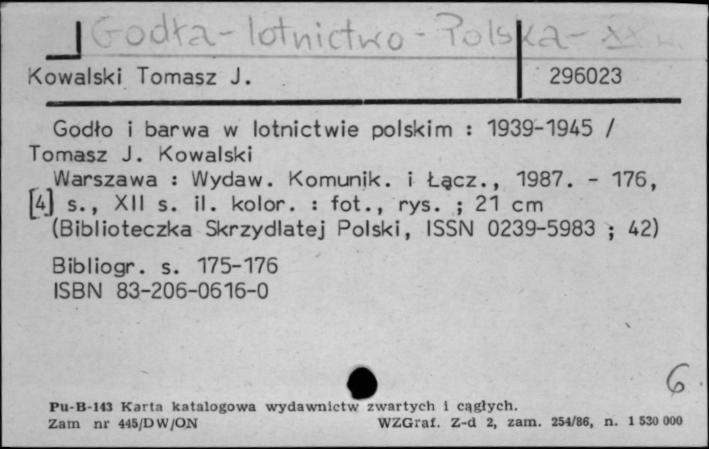 Godła - lotnictwo - Polska - XX w.
Kowalski Tomasz J. 296023
Godło i barwa w lotnictwie polskim : 1939-1945 /
Tomasz J. Kowalski
Warszawa : Wydaw. Komunik. i Łącz., 1987. - 176,
[4] s., XII s. il. kolor. : fot., rys. ; 21 cm
(Biblioteczka Skrzydlatej Polski, ISSN 0239-5983 ; 42)
Bibliogr. s. 175-176
ISBN 83-206-0616-0
6
Pu-B-143 Karta katalogowa wydawnictw zwartych i cągłych.
Zam nr 445/DW/ON WZGraf. Z-d 2, zam. 254/86, n. 1 530 000